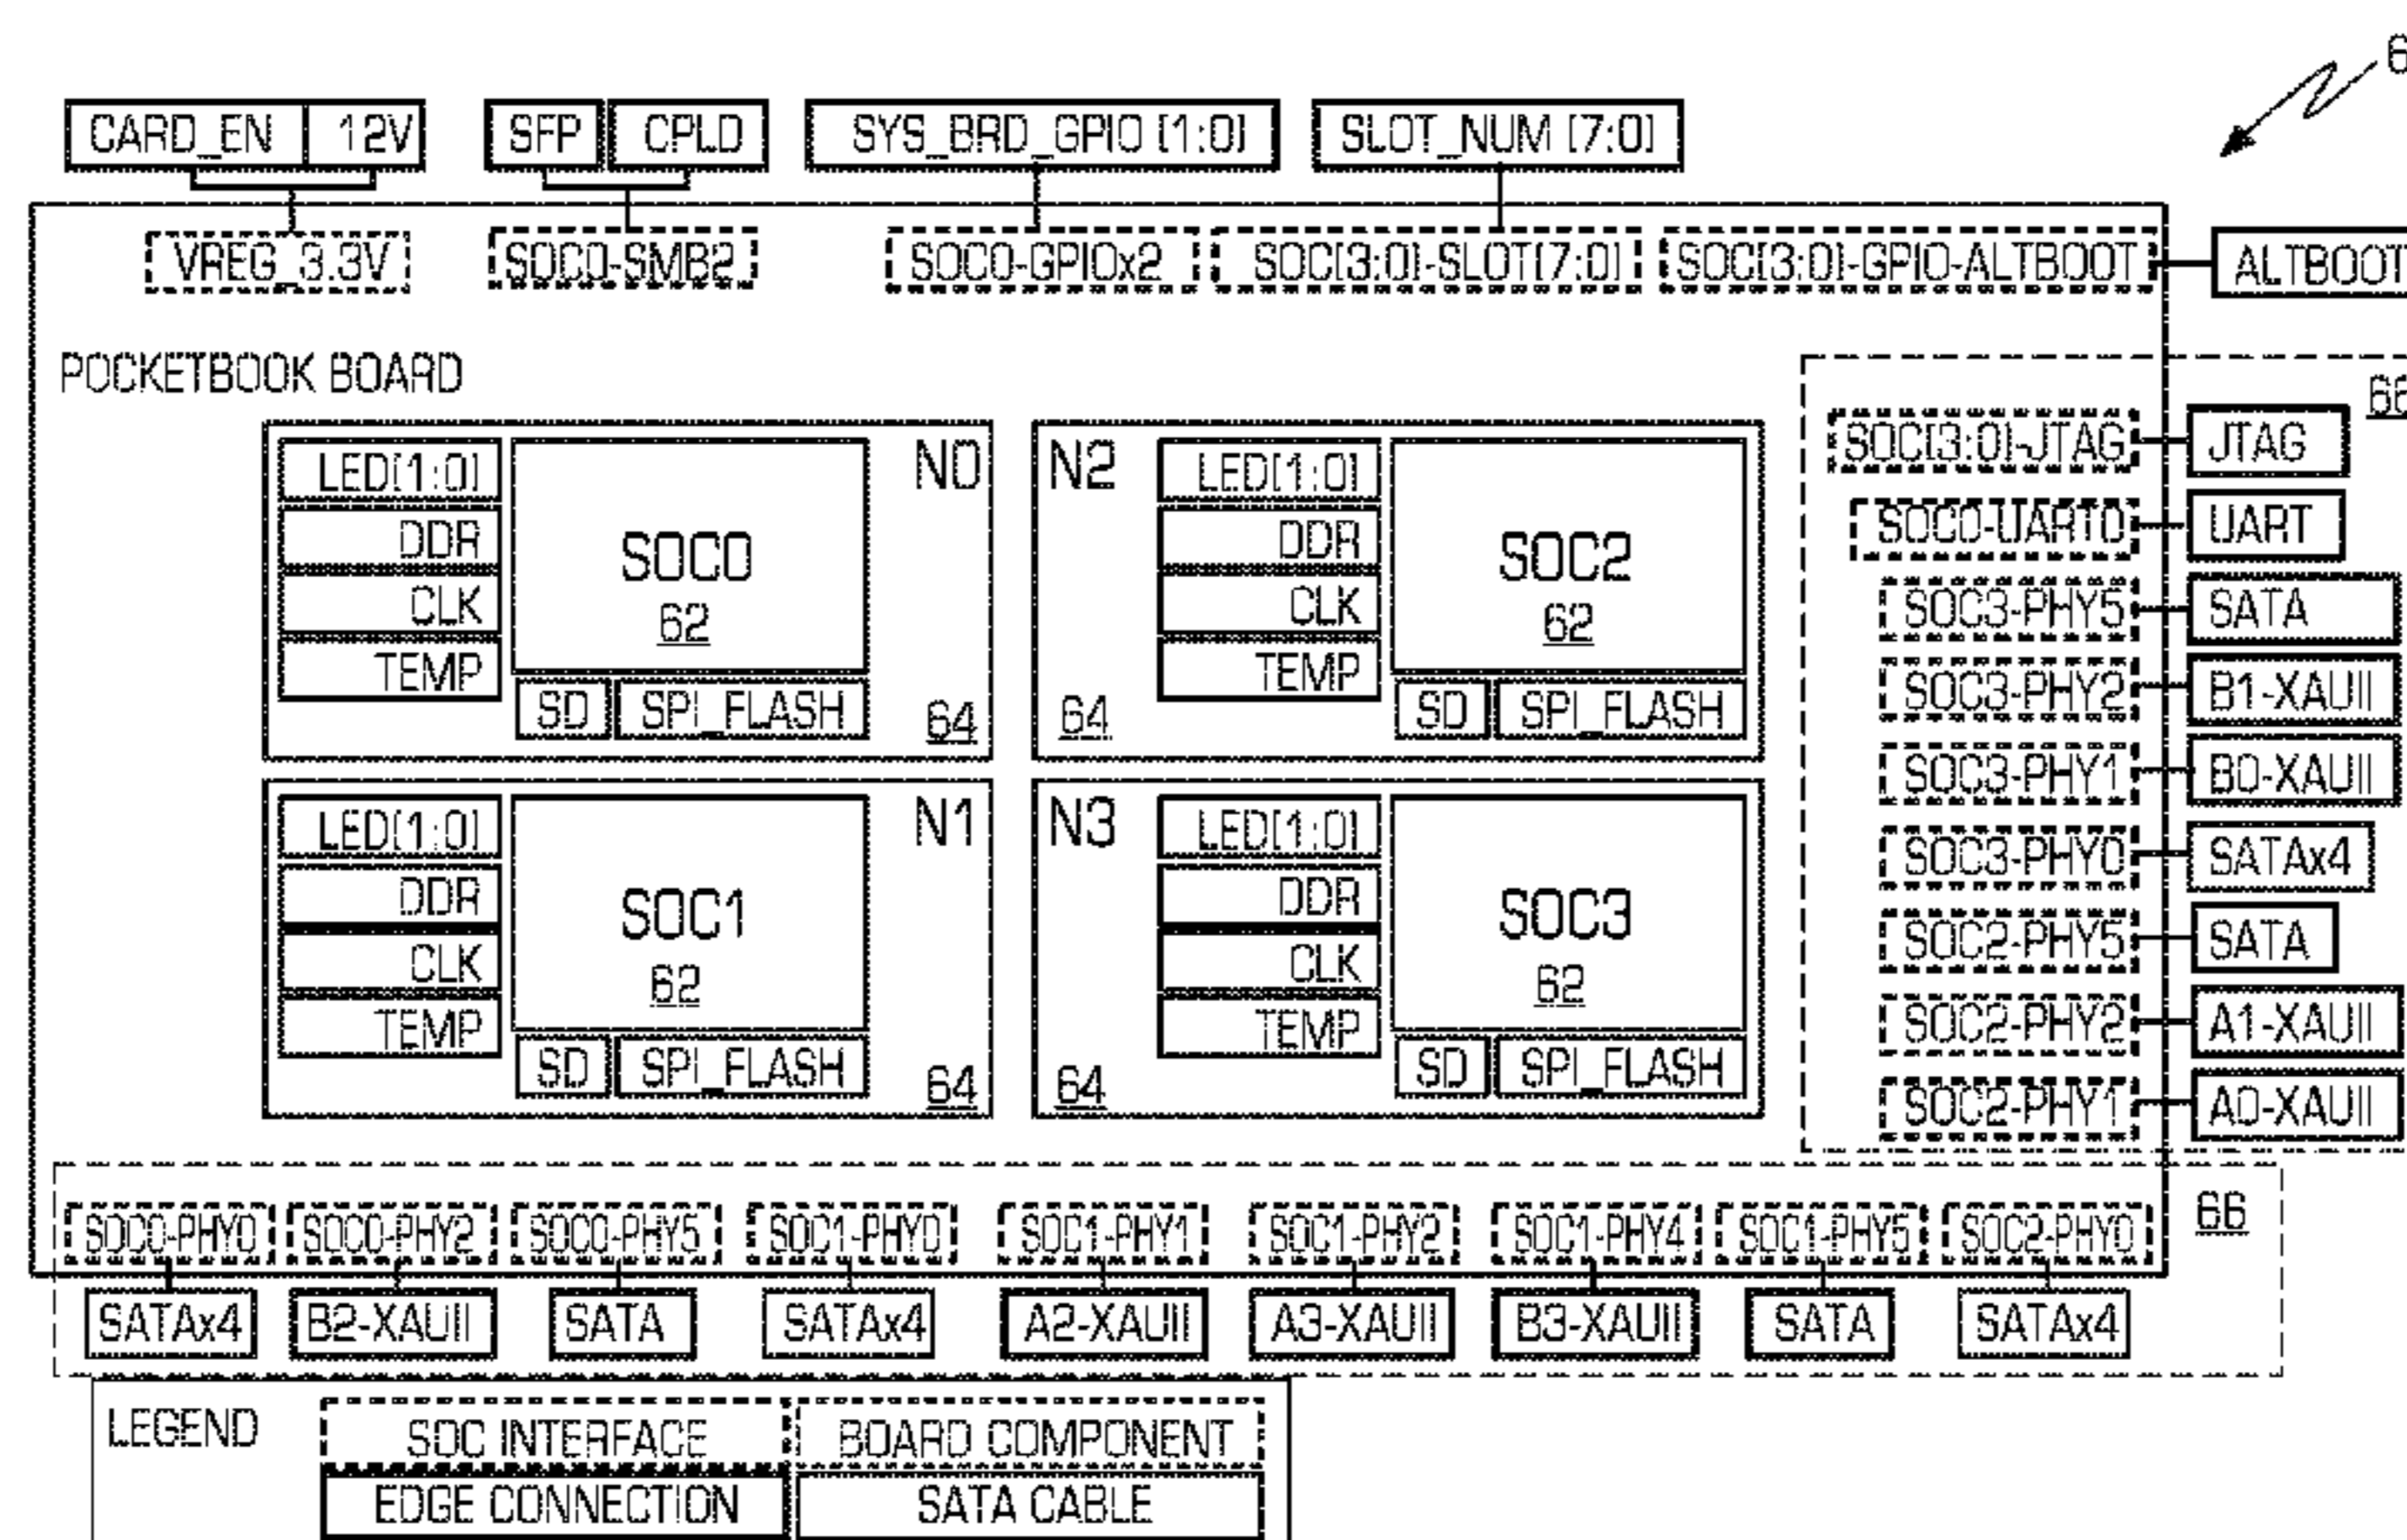 6
CARD_EN 12V SFP CPLD SYS_BRD_GPIO [1:0] SLOT_NUM [7:0]
VREG_3.3V SOC0-SMB2 SOC0-GPIOx2 SOC[3:0]-SLOT[7:0] SOC[3:0]-GPIO-ALTBOOT ALTBOOT
POCKETBOOK BOARD
66
LED[1:0]
DDR
CLK
TEMP
SOC0
62
SD SPI_FLASH
N0
64
N2
64
LED[1:0]
DDR
CLK
TEMP
SOC2
62
SD SPI_FLASH
LED[1:0]
DDR
CLK
TEMP
SOC1
62
SD SPI_FLASH
N1
64
N3
64
LED[1:0]
DDR
CLK
TEMP
SOC3
62
SD SPI_FLASH
SOC[3:0]-JTAG JTAG
SOC0-UART0 UART
SOC3-PHY5 SATA
SOC3-PHY2 B1-XAUII
SOC3-PHY1 B0-XAUII
SOC3-PHY0 SATAx4
SOC2-PHY5 SATA
SOC2-PHY2 A1-XAUII
SOC2-PHY1 A0-XAUII
SOC0-PHY0 SOC0-PHY2 SOC0-PHY5 SOC1-PHY0 SOC1-PHY1 SOC1-PHY2 SOC1-PHY4 SOC1-PHY5 SOC2-PHY0 66
SATAx4 B2-XAUII SATA SATAx4 A2-XAUII A3-XAUII B3-XAUII SATA SATAx4
LEGEND SOC INTERFACE BOARD COMPONENT
EDGE CONNECTION SATA CABLE